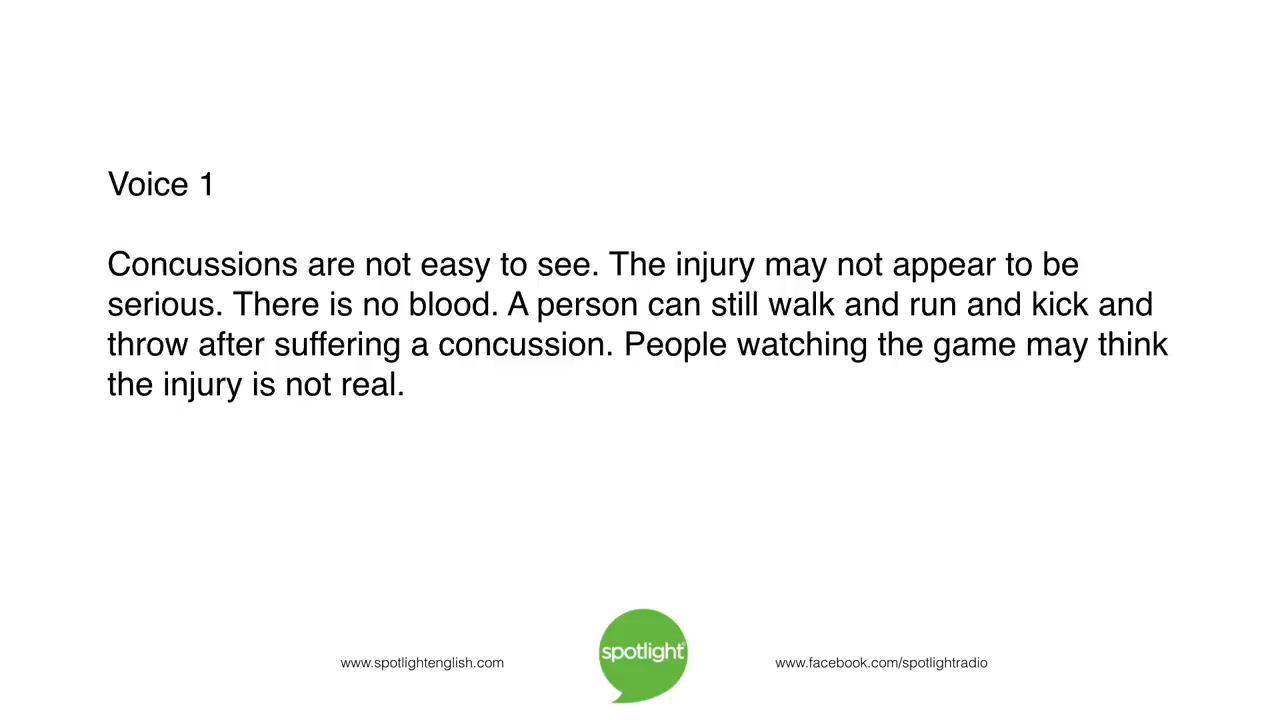 Voice 1
Concussions are not easy to see. The injury may not appear to be
serious. There is no blood. A person can still walk and run and kick and
throw after suffering a concussion. People watching the game may think
the injury is not real.
www.spotlightenglish.com
spotlight
www.facebook.com/spotlightradio